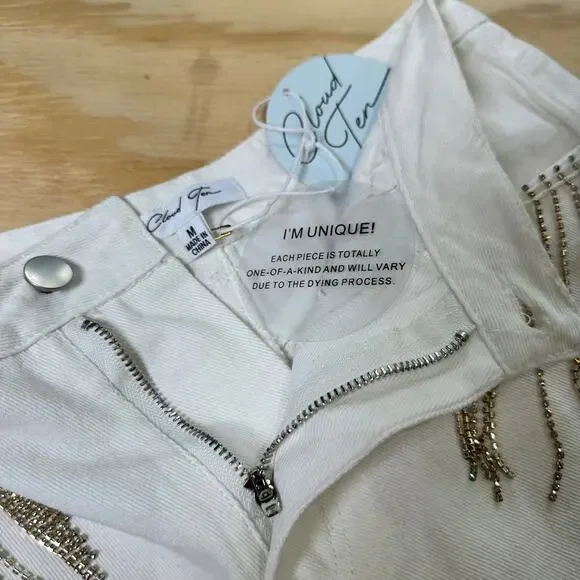 Cloud
Ten
Cloud Ten
M
MADE IN
CHINA
I'M UNIQUE!
EACH PIECE IS TOTALLY
ONE-OF-A-KIND AND WILL VARY
DUE TO THE DYING PROCESS.